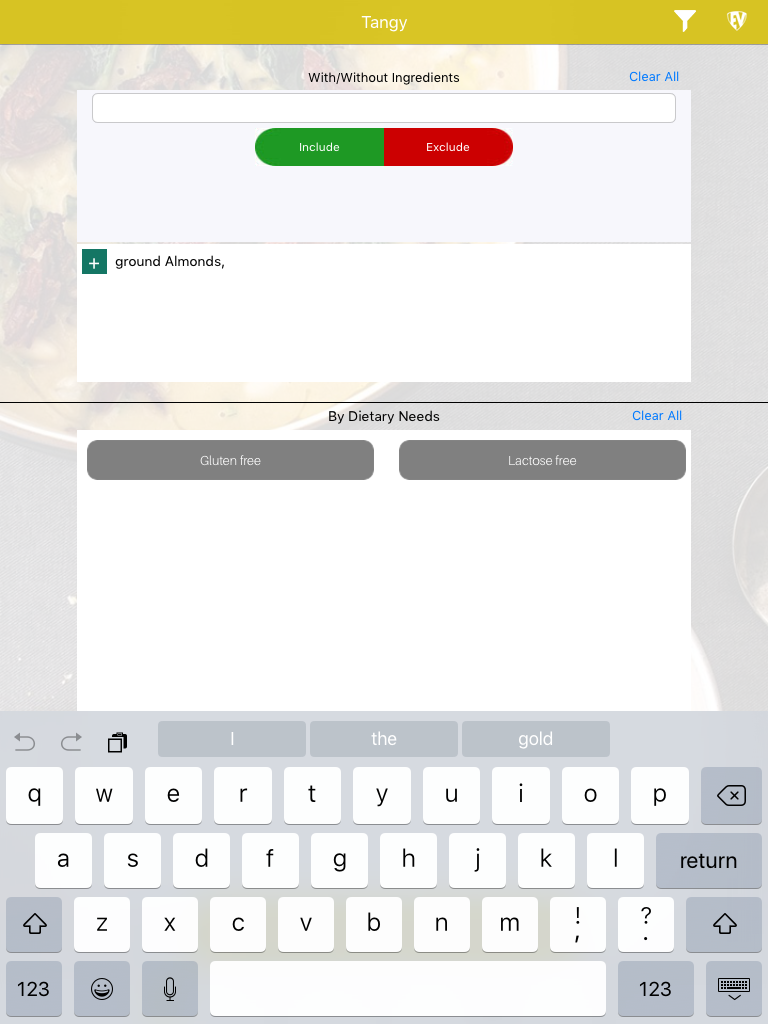 Tangy
EV
With/Without Ingredients Clear All
Include Exclude
+ ground Almonds,
By Dietary Needs Clear All
Gluten free Lactose free
I the gold
q w e r t y u i o p
a s d f g h j k l return
z x c v b n m ! , ? .
123 123